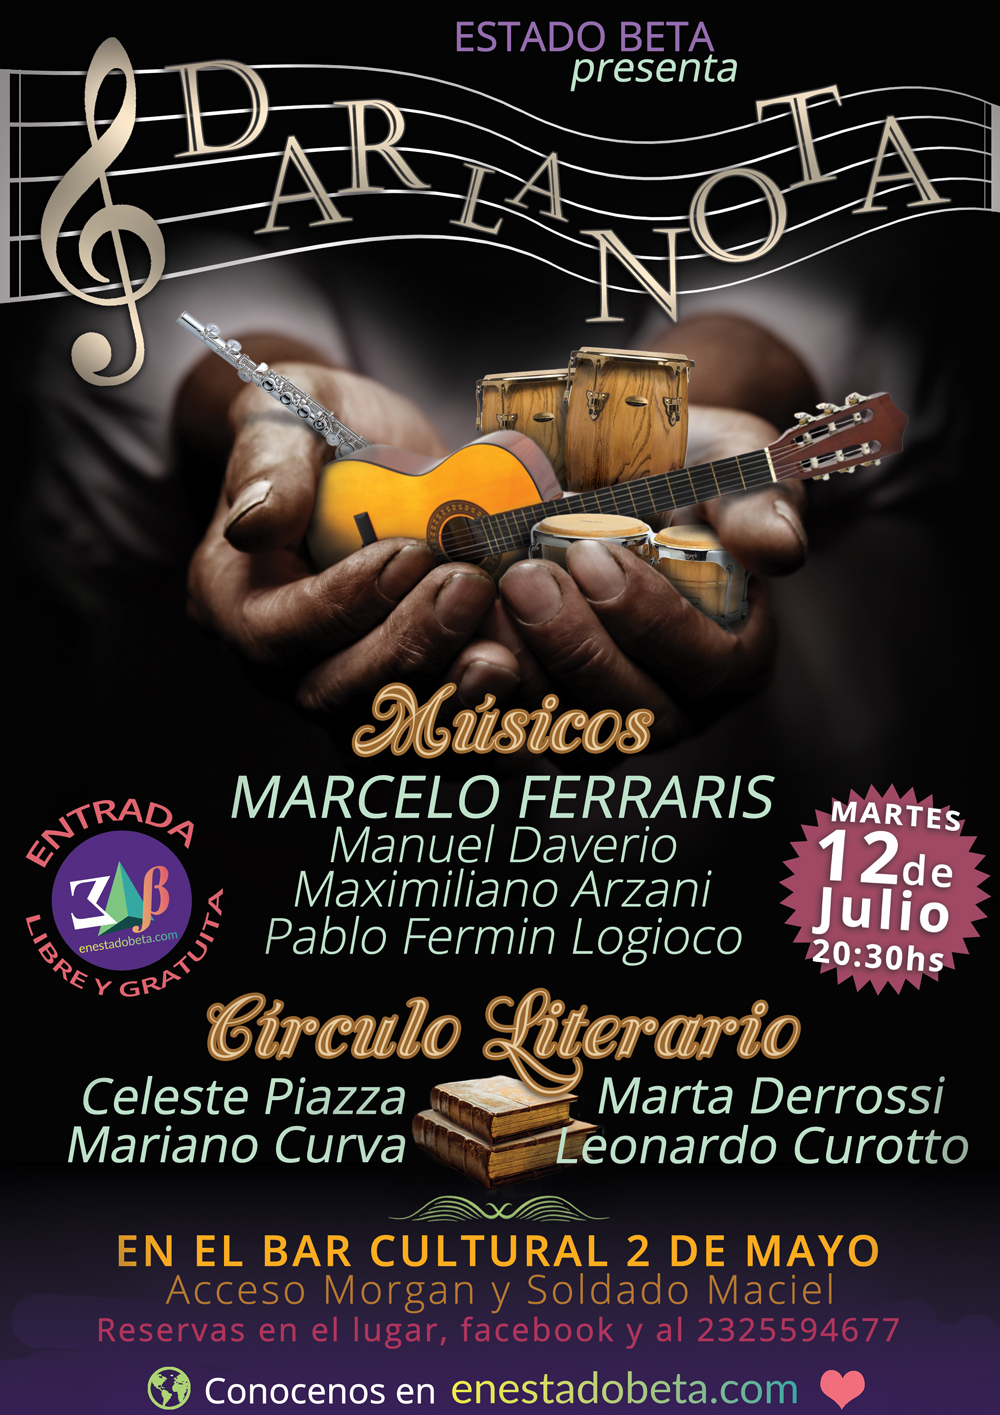 ESTADO BETA
presenta
DAR LA NOTA
Músicos
MARCELO FERRARIS
Manuel Daverio
Maximiliano Arzani
Pablo Fermin Logioco
ENTRADA
3 β
enestadobeta.com
LIBRE Y GRATUITA
MARTES
12 de
Julio
20:30hs
Círculo Literario
Celeste Piazza
Mariano Curva
Marta Derrossi
Leonardo Curotto
EN EL BAR CULTURAL 2 DE MAYO
Acceso Morgan y Soldado Maciel
Reservas en el lugar, facebook y al 2325594677
Conocenos en enestadobeta.com